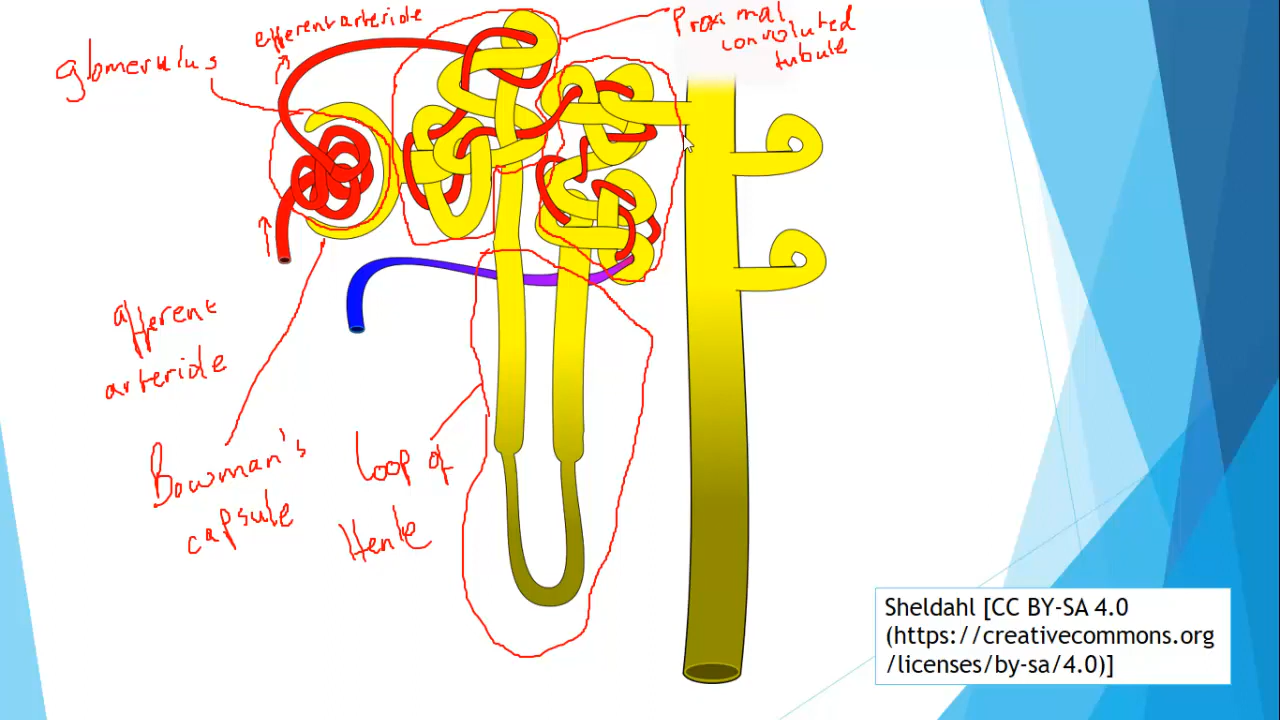 efferent arteriole
glomerulus
Proximal
convoluted
tubule
afferent
arteriole
Bowman's
capsule
Loop of
Henle
Sheldahl [CC BY-SA 4.0
(https://creativecommons.org
/licenses/by-sa/4.0)]